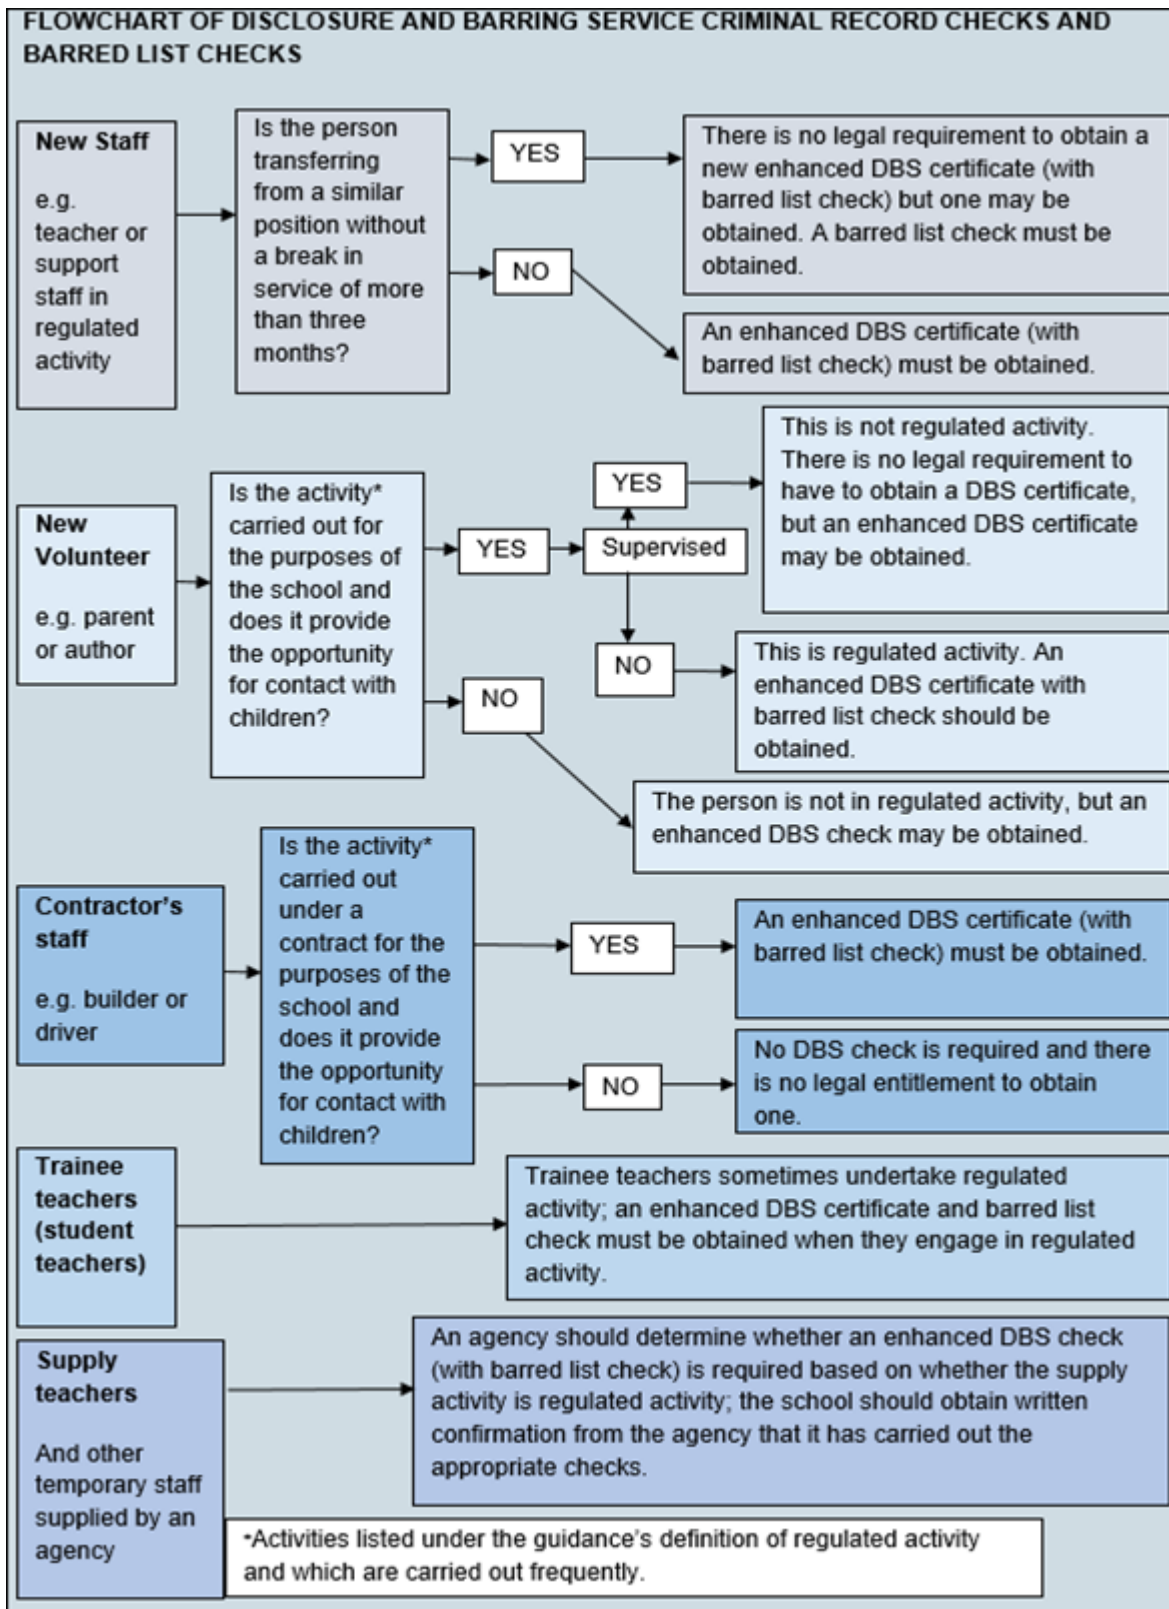 FLOWCHART OF DISCLOSURE AND BARRING SERVICE CRIMINAL RECORD CHECKS AND
BARRED LIST CHECKS
New Staff
e.g.
teacher or
support
staff in
regulated
activity
Is the person
transferring
from a similar
position without
a break in
service of more
than three
months?
YES
There is no legal requirement to obtain a
new enhanced DBS certificate (with
barred list check) but one may be
obtained. A barred list check must be
obtained.
NO
An enhanced DBS certificate (with
barred list check) must be obtained.
New
Volunteer
e.g. parent
or author
Is the activity*
carried out for
the purposes of
the school and
does it provide
the opportunity
for contact with
children?
YES
Supervised
YES
This is not regulated activity.
There is no legal requirement to
have to obtain a DBS certificate,
but an enhanced DBS certificate
may be obtained.
NO
This is regulated activity. An
enhanced DBS certificate with
barred list check should be
obtained.
NO
The person is not in regulated activity, but an
enhanced DBS check may be obtained.
Contractor's
staff
e.g. builder or
driver
Is the activity*
carried out
under a
contract for the
purposes of the
school and
does it provide
the opportunity
for contact with
children?
YES
An enhanced DBS certificate (with
barred list check) must be obtained.
NO
No DBS check is required and there
is no legal entitlement to obtain
one.
Trainee
teachers
(student
teachers)
Trainee teachers sometimes undertake regulated
activity; an enhanced DBS certificate and barred list
check must be obtained when they engage in regulated
activity.
Supply
teachers
And other
temporary staff
supplied by an
agency
An agency should determine whether an enhanced DBS check
(with barred list check) is required based on whether the supply
activity is regulated activity; the school should obtain written
confirmation from the agency that it has carried out the
appropriate checks.
*Activities listed under the guidance's definition of regulated activity
and which are carried out frequently.